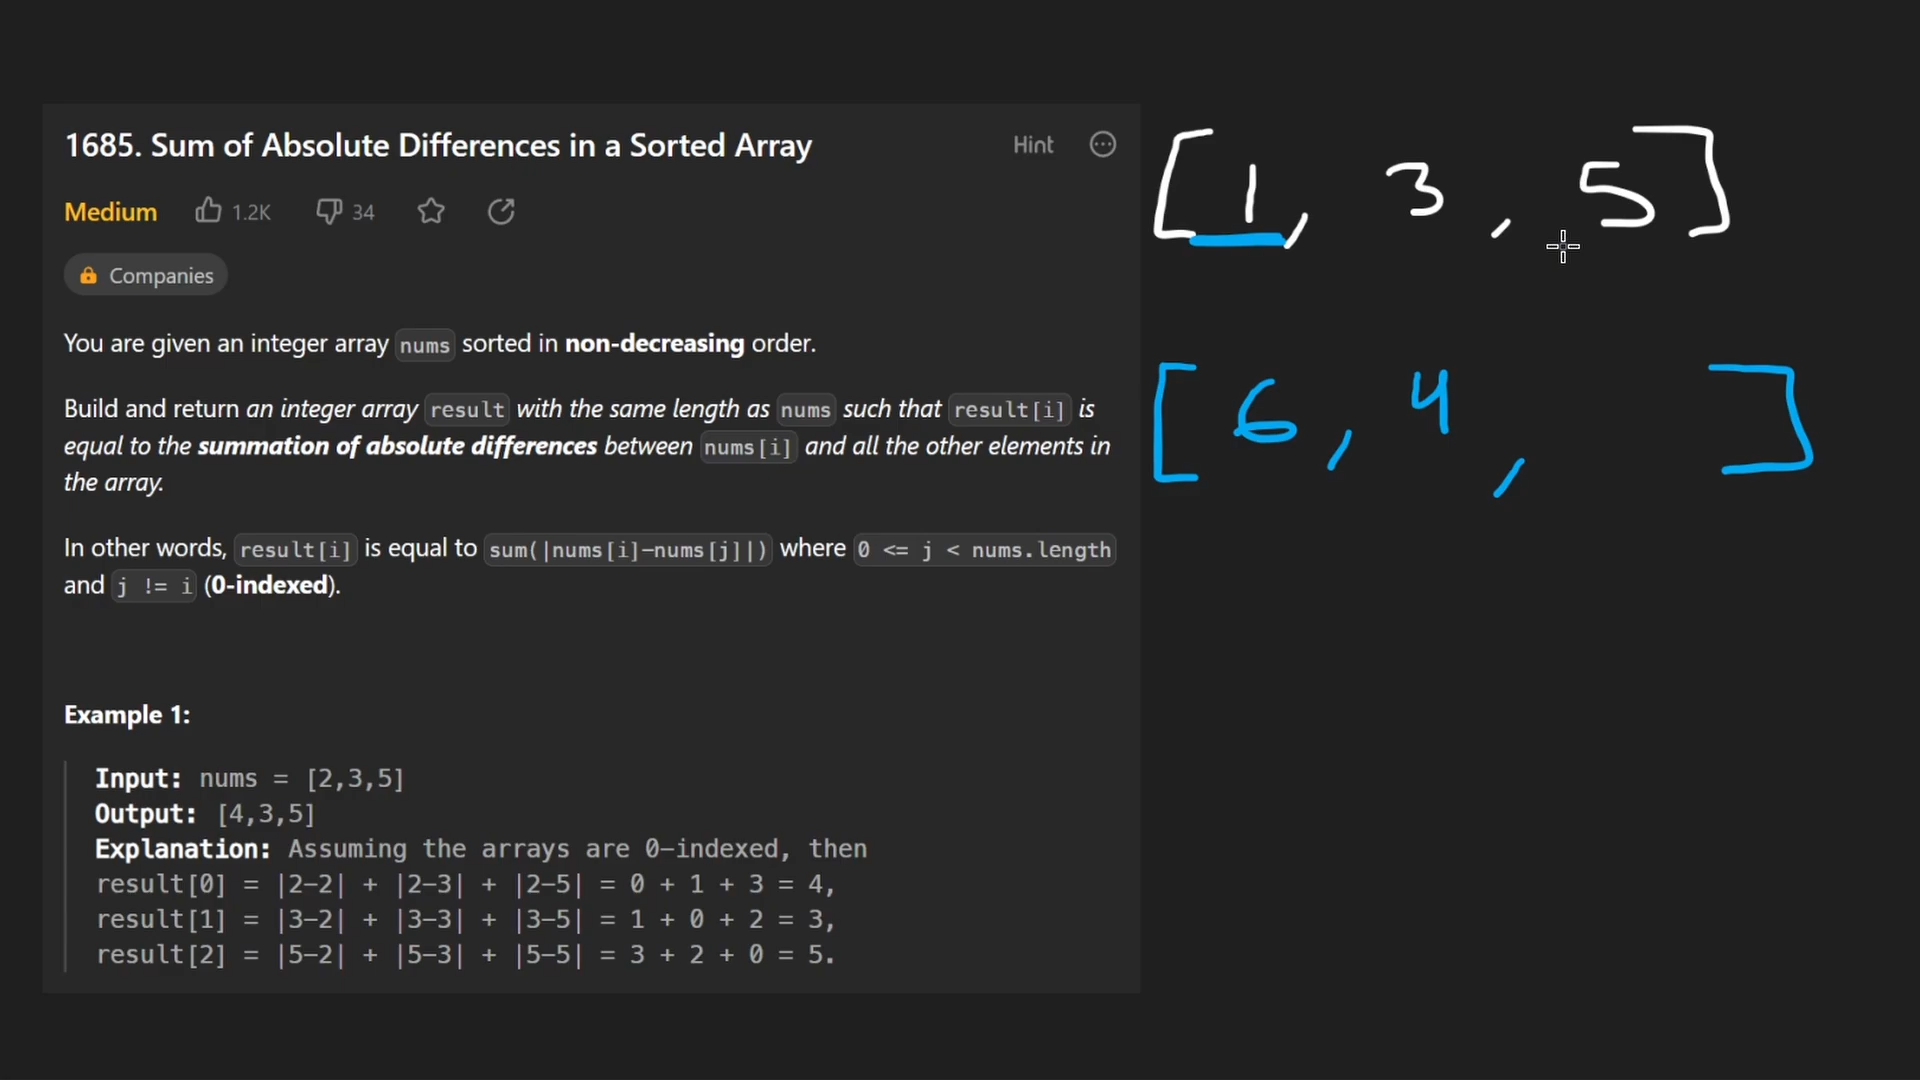 1685. Sum of Absolute Differences in a Sorted Array
Hint
Medium
1.2K
34
Companies
You are given an integer array nums sorted in non-decreasing order.
Build and return an integer array result with the same length as nums such that result[i] is
equal to the summation of absolute differences between nums[i] and all the other elements in
the array.
In other words, result[i] is equal to sum(|nums[i]-nums[j]|) where 0 <= j < nums.length
and j != i (0-indexed).
Example 1:
Input: nums = [2,3,5]
Output: [4,3,5]
Explanation: Assuming the arrays are 0-indexed, then
result[0] = |2-2| + |2-3| + |2-5| = 0 + 1 + 3 = 4,
result[1] = |3-2| + |3-3| + |3-5| = 1 + 0 + 2 = 3,
result[2] = |5-2| + |5-3| + |5-5| = 3 + 2 + 0 = 5.
[1, 3, 5]
[6, 4, ]